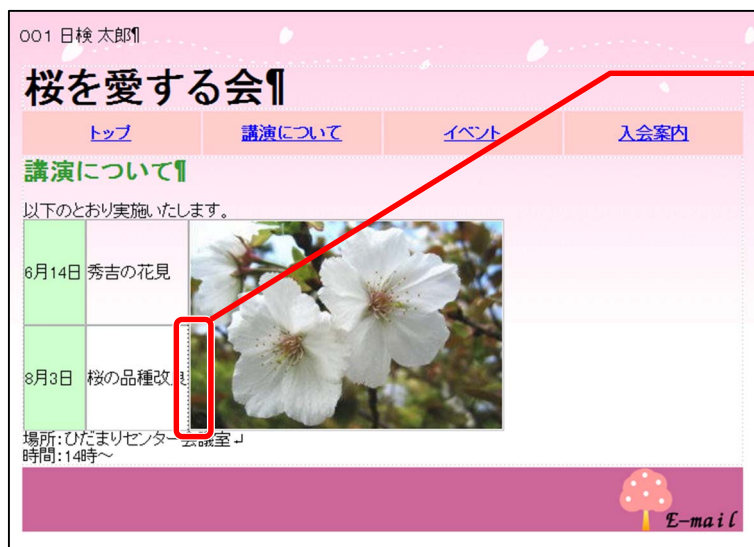 001 日検 太郎¶
桜を愛する会¶
トップ 講演について イベント 入会案内
講演について¶
以下のとおり実施いたします。
6月14日 秀吉の花見
8月3日 桜の品種改良
場所:ひだまりセンター 会議室↵
時間:14時～
E-mail